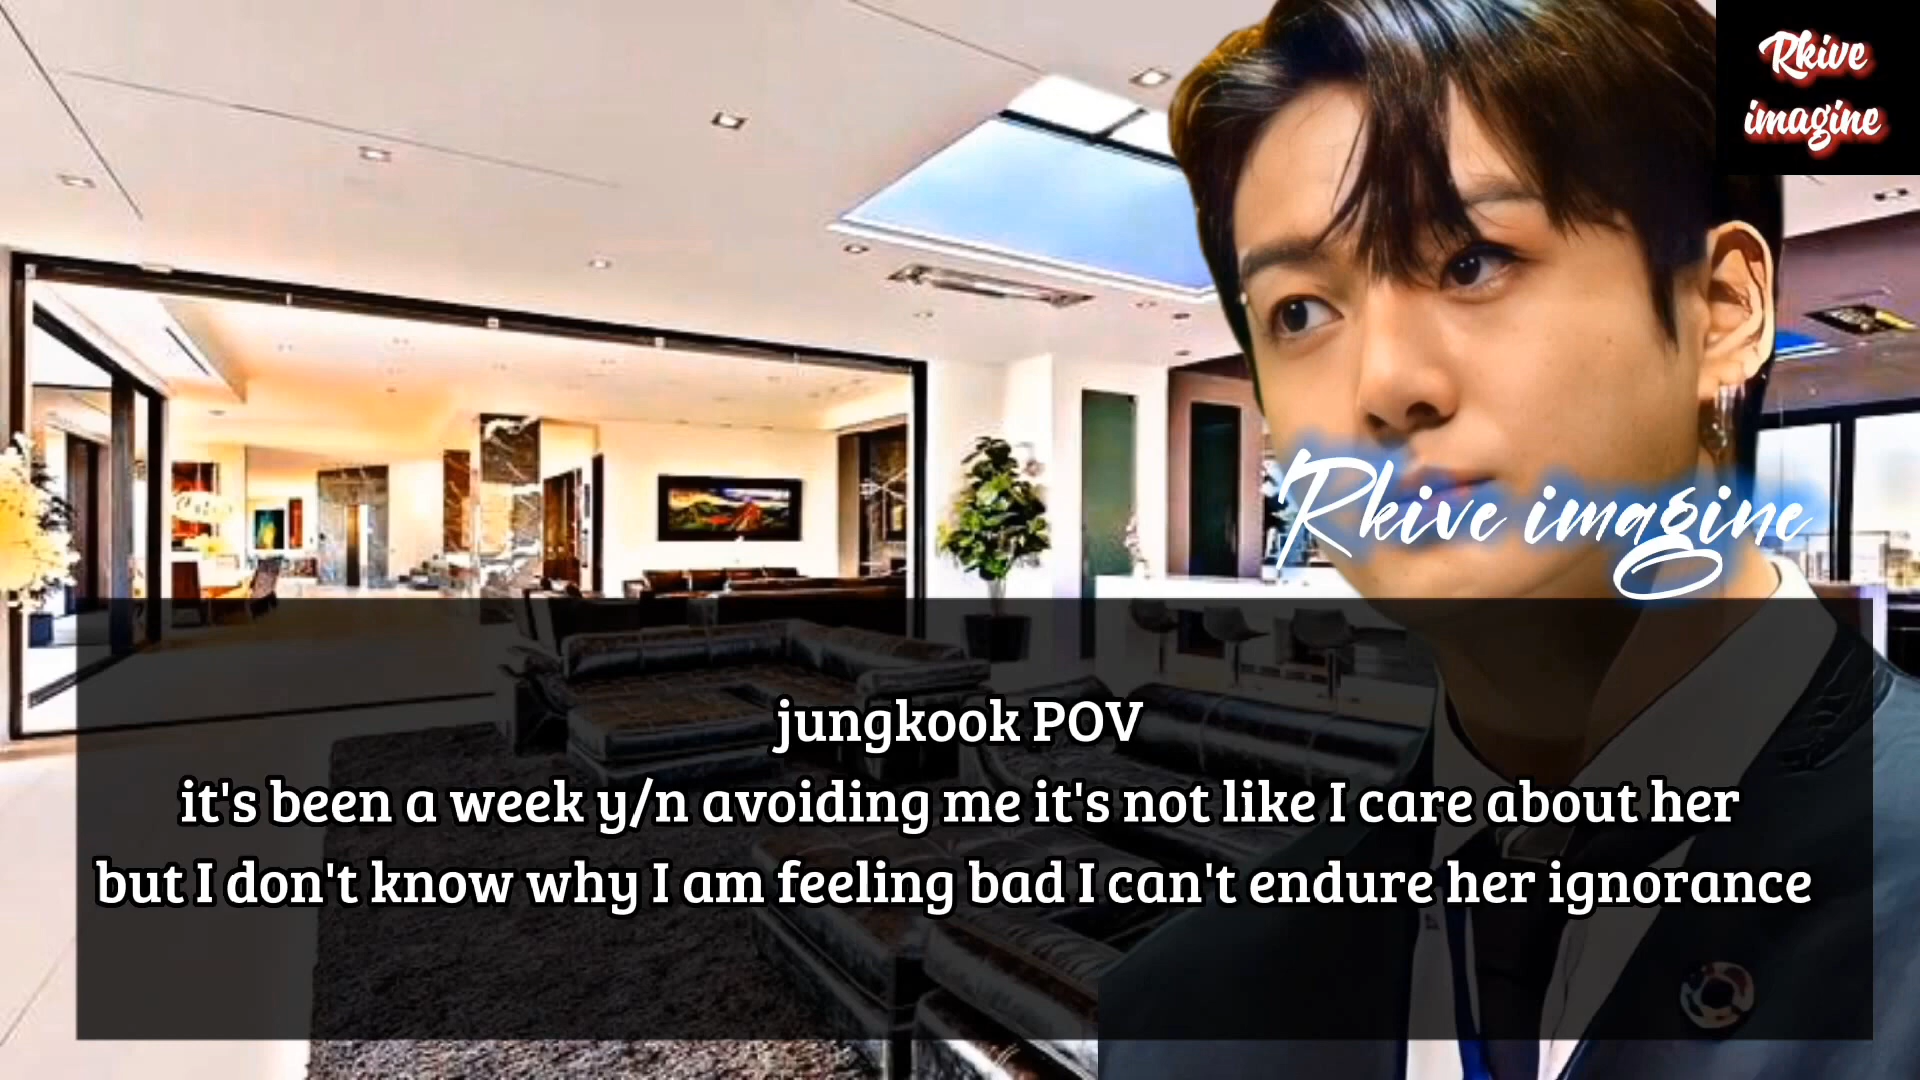 Rkive
imagine
Rkive imagine
jungkook POV
it's been a week y/n avoiding me it's not like I care about her
but I don't know why I am feeling bad I can't endure her ignorance